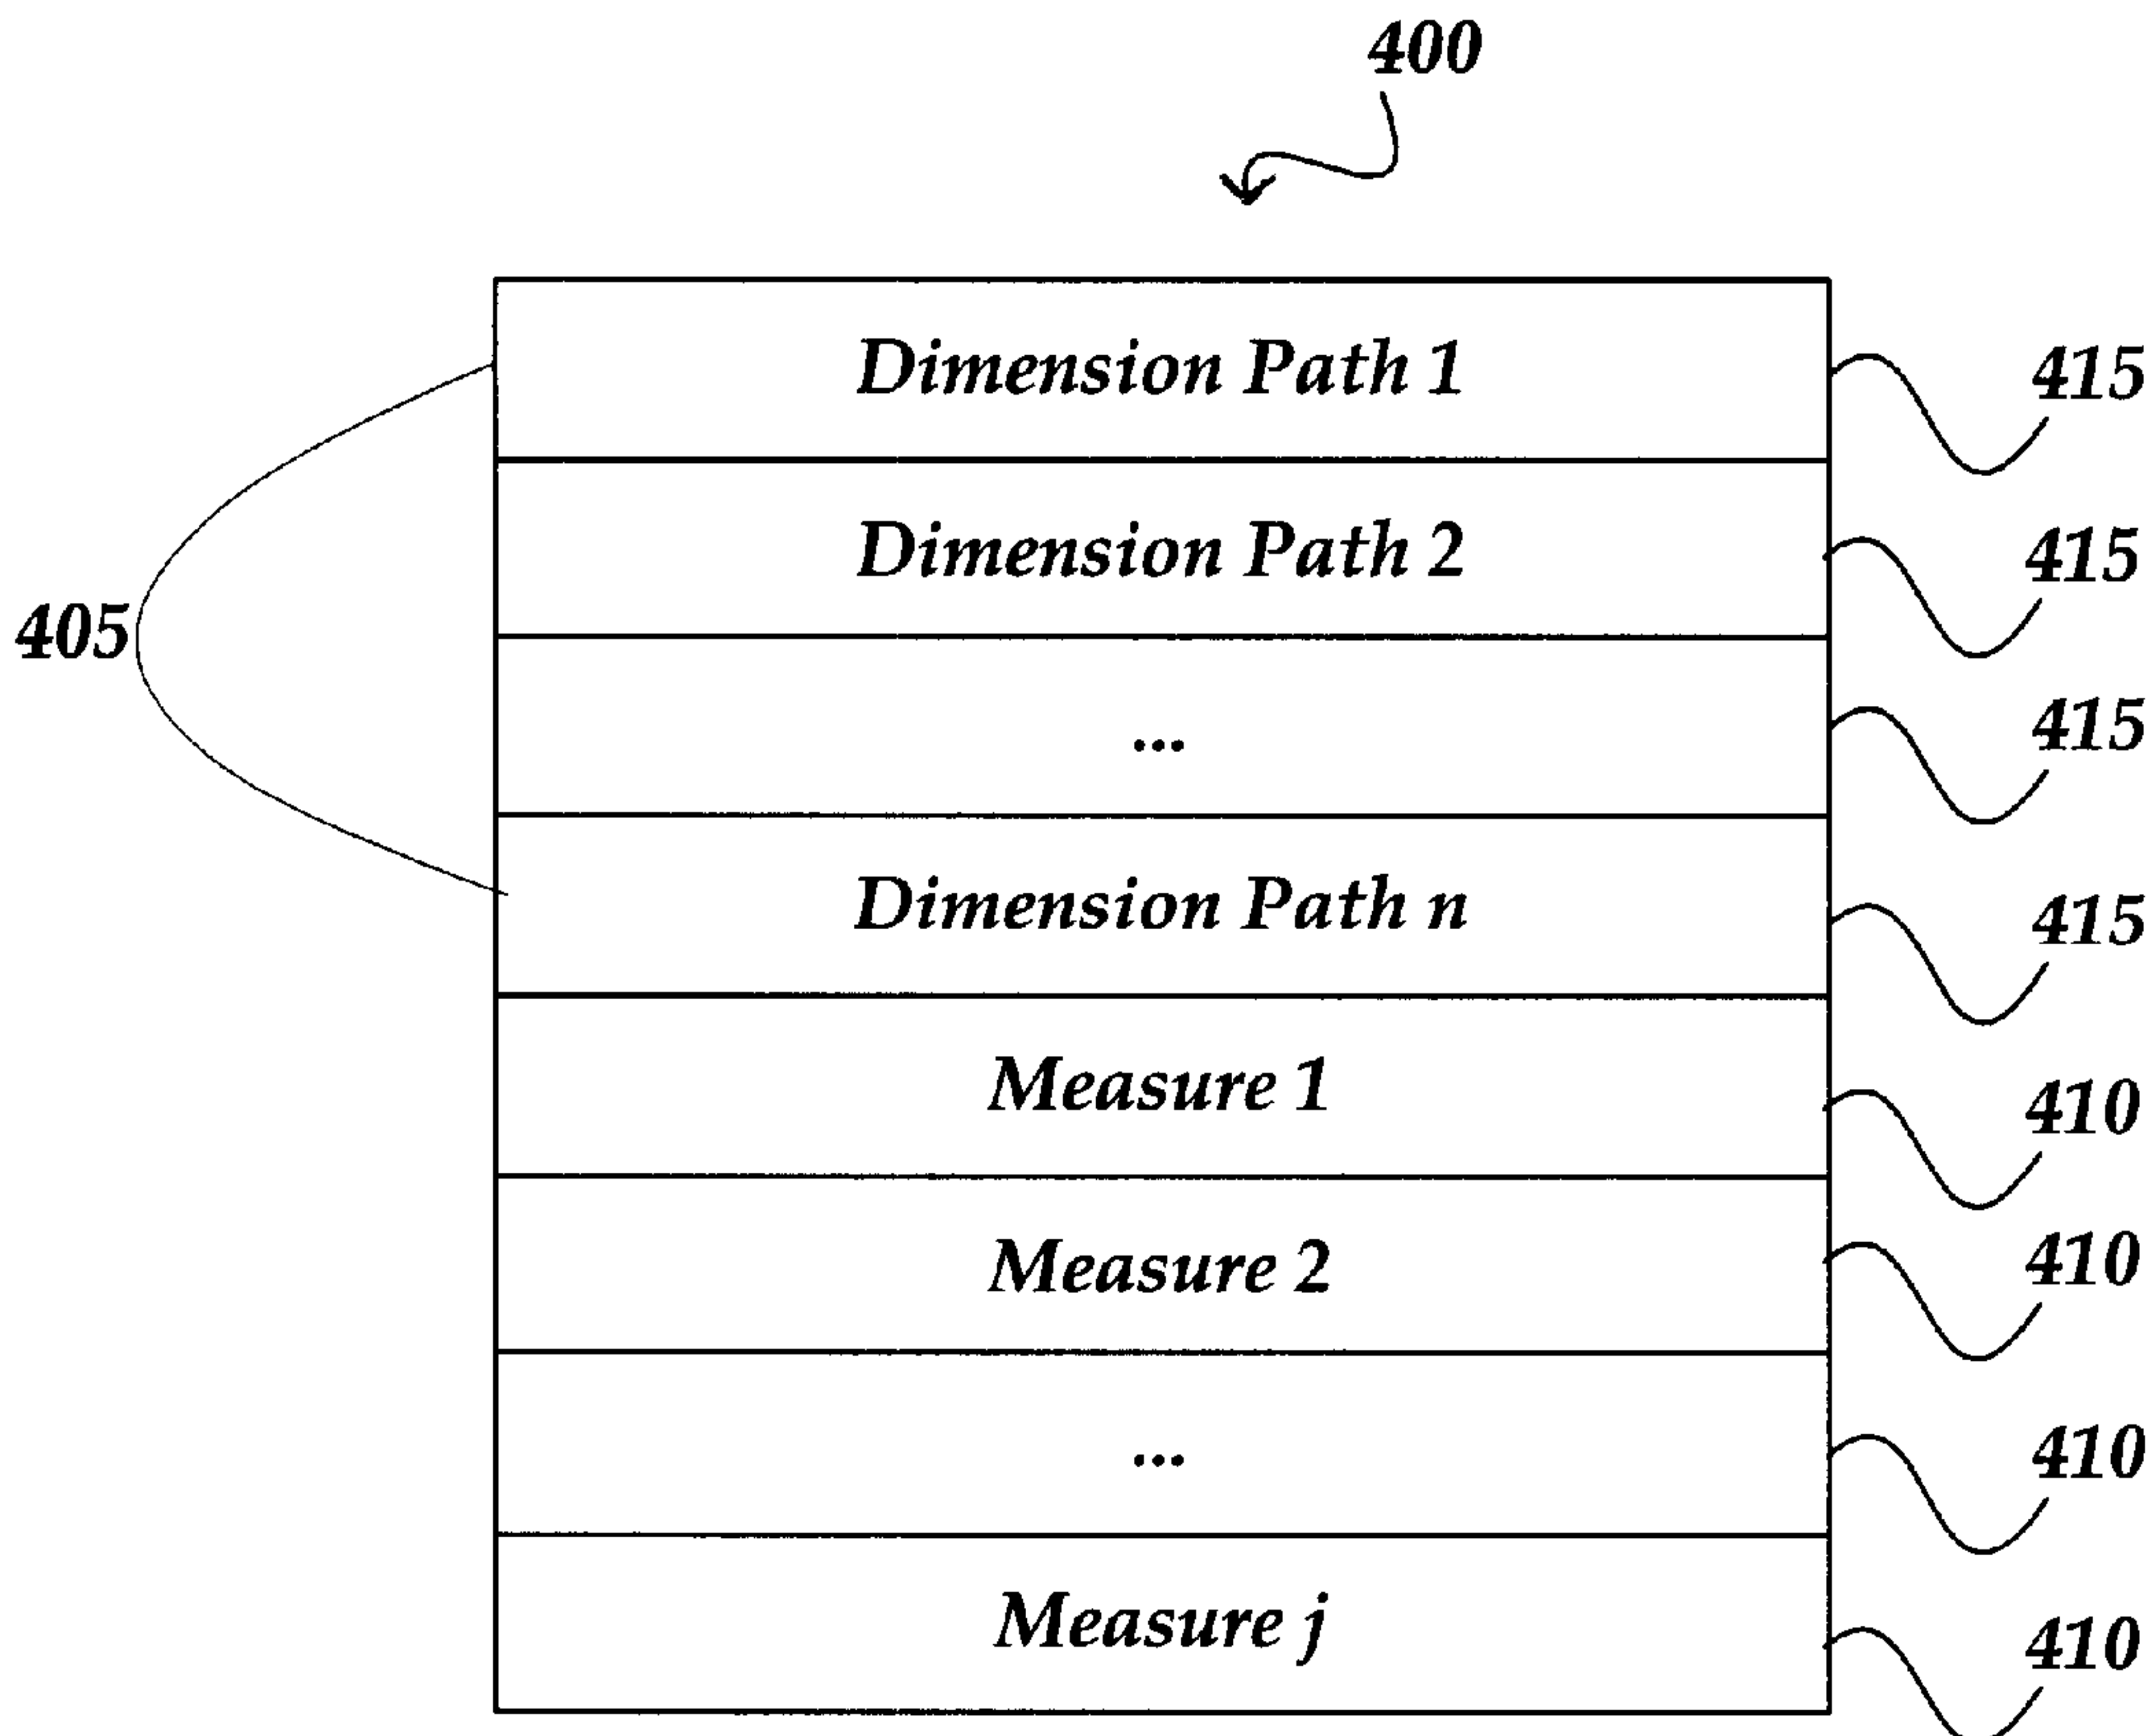 400
Dimension Path 1
415
Dimension Path 2
415
405
...
415
Dimension Path n
415
Measure 1
410
Measure 2
410
...
410
Measure j
410